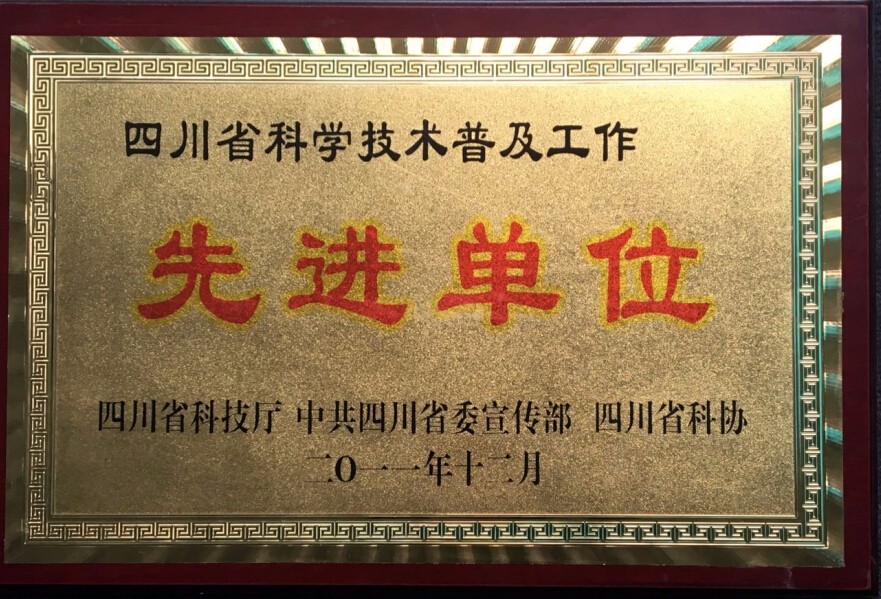 四川省科学技术普及工作
先进单位
四川省科技厅 中共四川省委宣传部 四川省科协
二O一一年十二月